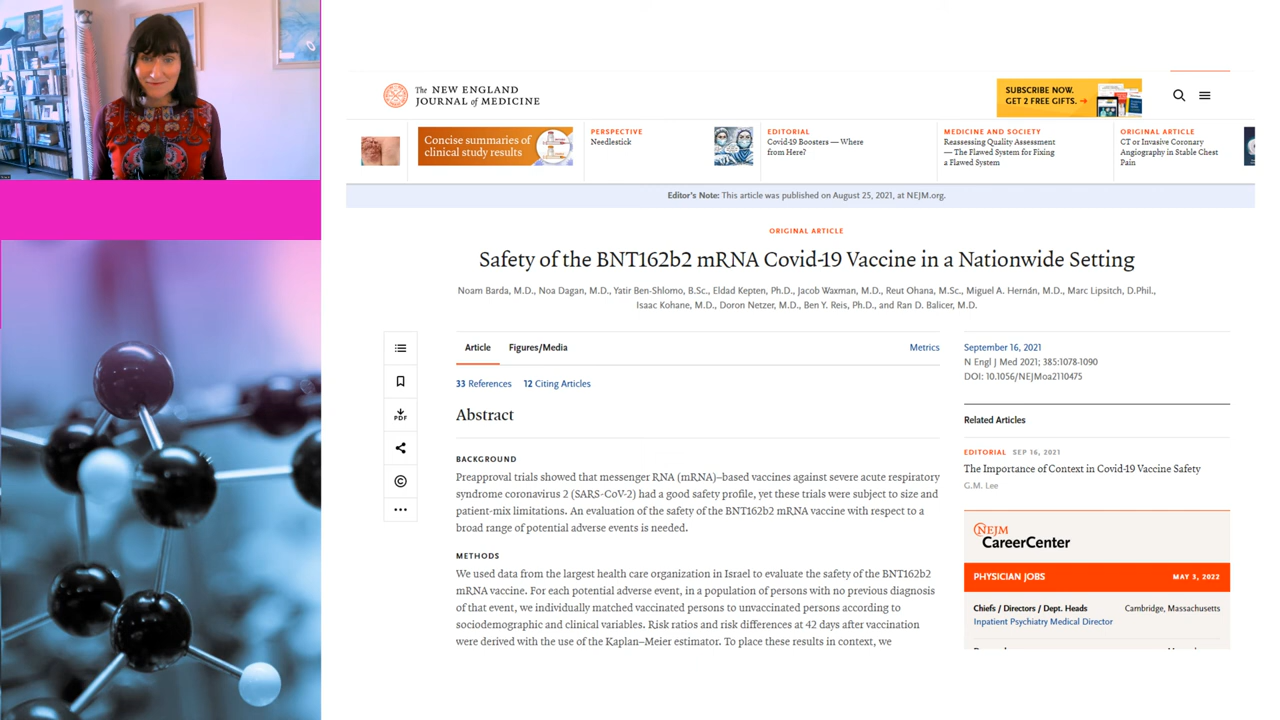 The NEW ENGLAND
JOURNAL of MEDICINE
SUBSCRIBE NOW.
GET 2 FREE GIFTS. →
Concise summaries of
clinical study results
PERSPECTIVE
Needlestick
EDITORIAL
Covid-19 Boosters — Where
from Here?
MEDICINE AND SOCIETY
Reassessing Quality Assessment
— The Flawed System for Fixing
a Flawed System
ORIGINAL ARTICLE
CT or Invasive Coronary
Angiography in Stable Chest
Pain
Editor's Note: This article was published on August 25, 2021, at NEJM.org.
ORIGINAL ARTICLE
Safety of the BNT162b2 mRNA Covid-19 Vaccine in a Nationwide Setting
Noam Barda, M.D., Noa Dagan, M.D., Yatir Ben-Shlomo, B.Sc., Eldad Kepten, Ph.D., Jacob Waxman, M.D., Reut Ohana, M.Sc., Miguel A. Hernán, M.D., Marc Lipsitch, D.Phil.,
Isaac Kohane, M.D., Doron Netzer, M.D., Ben Y. Reis, Ph.D., and Ran D. Balicer, M.D.
Article
Figures/Media
Metrics
33 References
12 Citing Articles
Abstract
BACKGROUND
Preapproval trials showed that messenger RNA (mRNA)–based vaccines against severe acute respiratory
syndrome coronavirus 2 (SARS-CoV-2) had a good safety profile, yet these trials were subject to size and
patient-mix limitations. An evaluation of the safety of the BNT162b2 mRNA vaccine with respect to a
broad range of potential adverse events is needed.
METHODS
We used data from the largest health care organization in Israel to evaluate the safety of the BNT162b2
mRNA vaccine. For each potential adverse event, in a population of persons with no previous diagnosis
of that event, we individually matched vaccinated persons to unvaccinated persons according to
sociodemographic and clinical variables. Risk ratios and risk differences at 42 days after vaccination
were derived with the use of the Kaplan–Meier estimator. To place these results in context, we
PDF
September 16, 2021
N Engl J Med 2021; 385:1078-1090
DOI: 10.1056/NEJMoa2110475
Related Articles
EDITORIAL SEP 16, 2021
The Importance of Context in Covid-19 Vaccine Safety
G.M. Lee
NEJM
CareerCenter
PHYSICIAN JOBS
MAY 3, 2022
Chiefs / Directors / Dept. Heads
Cambridge, Massachusetts
Inpatient Psychiatry Medical Director